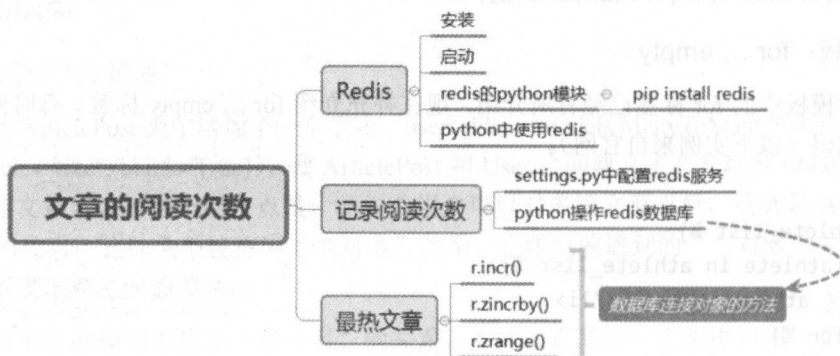 安装
启动
Redis
redis的python模块 pip install redis
python中使用redis
文章的阅读次数
settings.py中配置redis服务
记录阅读次数
python操作redis数据库
r.incr()
数据库连接对象的方法
r.zincrby()
最热文章
r.zrange()